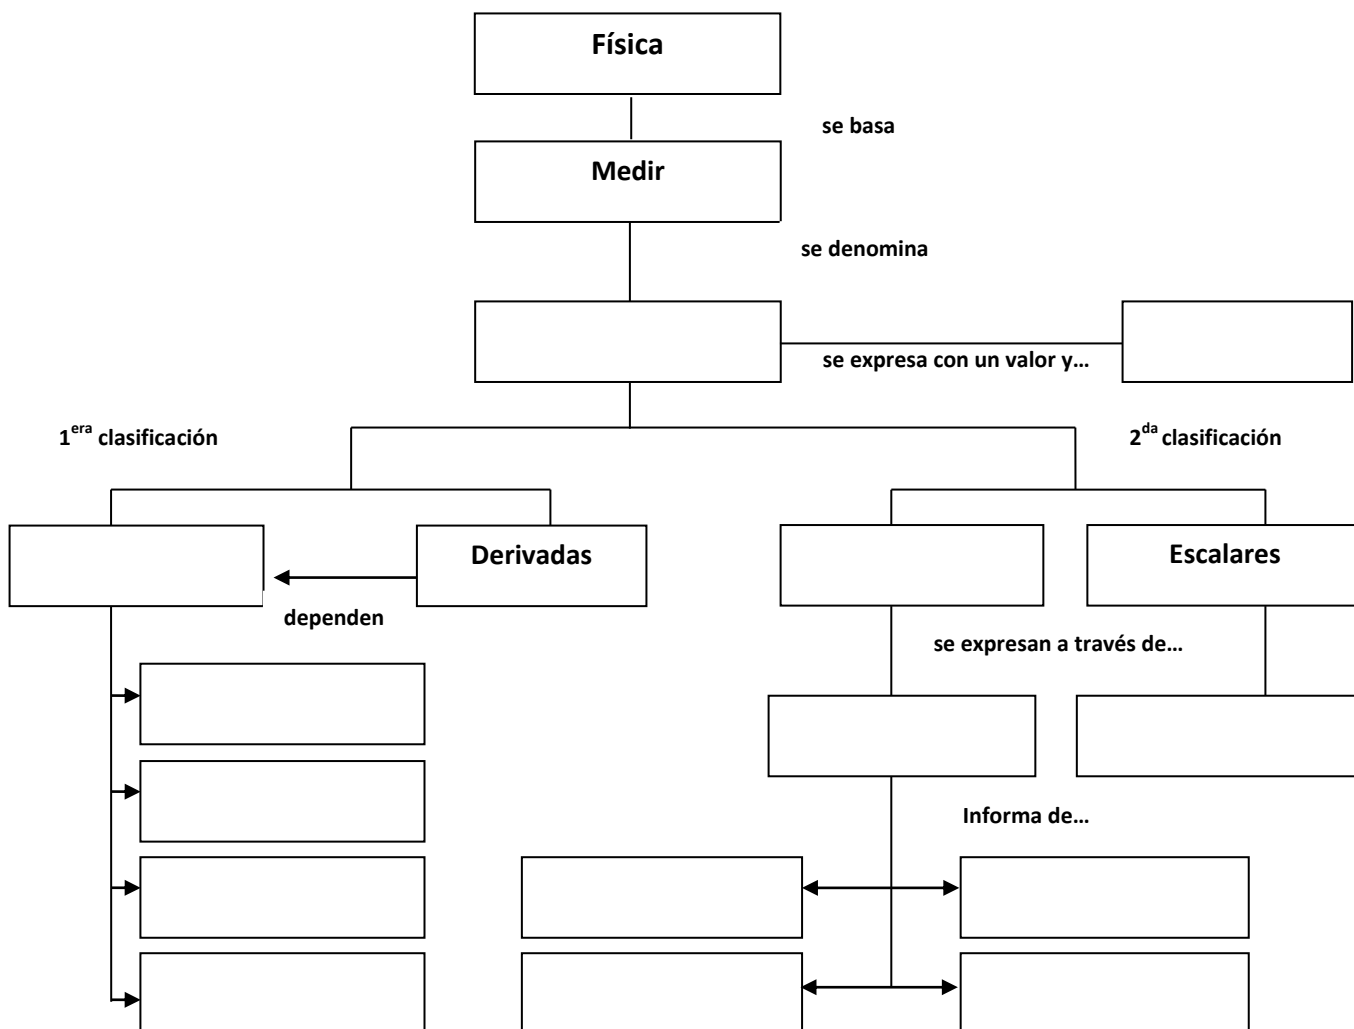 Física
se basa
Medir
se denomina
se expresa con un valor y...
1era clasificación
2da clasificación
Derivadas
Escalares
dependen
se expresan a través de...
Informa de...